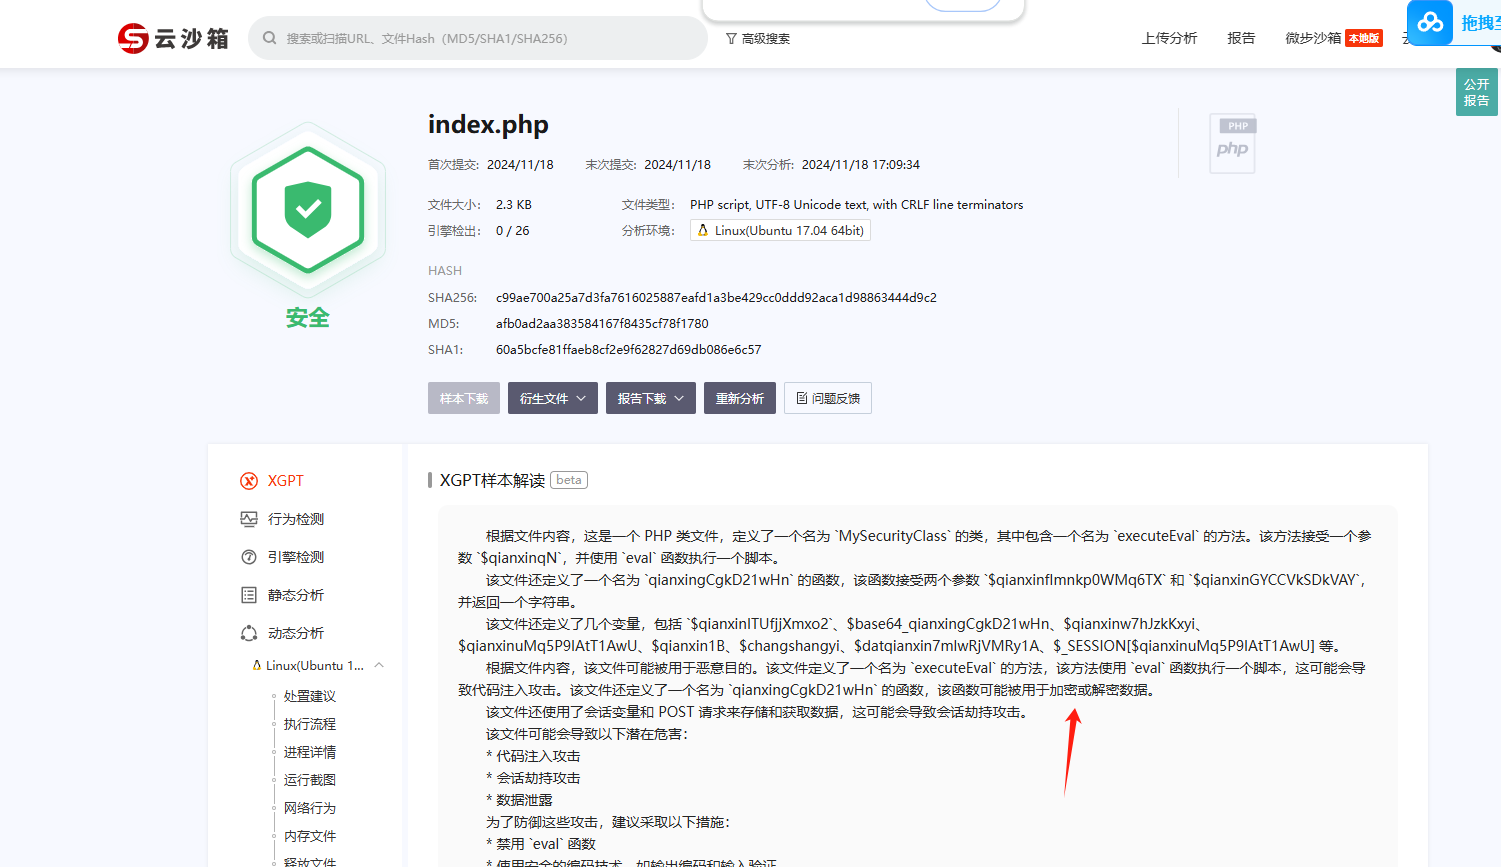 云沙箱
搜索或扫描URL、文件Hash（MD5/SHA1/SHA256）
高级搜索
上传分析
报告
微步沙箱 本地版
拖拽至
公开
报告
index.php
首次提交: 2024/11/18 末次提交: 2024/11/18 末次分析: 2024/11/18 17:09:34
文件大小: 2.3 KB 文件类型: PHP script, UTF-8 Unicode text, with CRLF line terminators
引擎检出: 0 / 26 分析环境: Linux(Ubuntu 17.04 64bit)
PHP
php
安全
HASH
SHA256: c99ae700a25a7d3fa7616025887eafd1a3be429cc0ddd92aca1d98863444d9c2
MD5: afb0ad2aa383584167f8435cf78f1780
SHA1: 60a5bcfe81ffaeb8cf2e9f62827d69db086e6c57
样本下载 衍生文件 报告下载 重新分析 问题反馈
XGPT
行为检测
引擎检测
静态分析
动态分析
Linux(Ubuntu 1...
处置建议
执行流程
进程详情
运行截图
网络行为
内存文件
释放文件
XGPT样本解读 beta
根据文件内容，这是一个 PHP 类文件，定义了一个名为 `MySecurityClass` 的类，其中包含一个名为 `executeEval` 的方法。该方法接受一个参
数 `$qianxinqN`，并使用 `eval` 函数执行一个脚本。
该文件还定义了一个名为 `qianxingCgkD21wHn` 的函数，该函数接受两个参数 `$qianxinflmnkp0WMq6TX` 和 `$qianxinGYCCVkSDkVAY`，
并返回一个字符串。
该文件还定义了几个变量，包括 `$qianxinlTUfjjXmxo2`、$base64_qianxingCgkD21wHn、$qianxinw7hJzkKxyi、
$qianxinuMq5P9IAtT1AwU、$qianxin1B、$changshangyi、$datqianxin7mlwRjVMRy1A、$_SESSION[$qianxinuMq5P9IAtT1AwU] 等。
根据文件内容，该文件可能被用于恶意目的。该文件定义了一个名为 `executeEval` 的方法，该方法使用 `eval` 函数执行一个脚本，这可能会导
致代码注入攻击。该文件还定义了一个名为 `qianxingCgkD21wHn` 的函数，该函数可能被用于加密或解密数据。
该文件还使用了会话变量和 POST 请求来存储和获取数据，这可能会导致会话劫持攻击。
该文件可能会导致以下潜在危害：
* 代码注入攻击
* 会话劫持攻击
* 数据泄露
为了防御这些攻击，建议采取以下措施：
* 禁用 `eval` 函数
* 使用安全的编码技术，如输出编码和输入验证